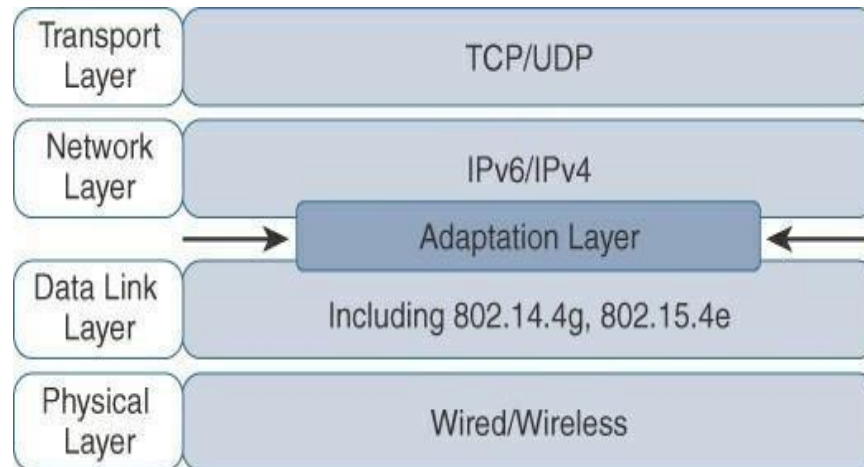 Transport
Layer
TCP/UDP
Network
Layer
IPv6/IPv4
Adaptation Layer
Data Link
Layer
Including 802.14.4g, 802.15.4e
Physical
Layer
Wired/Wireless